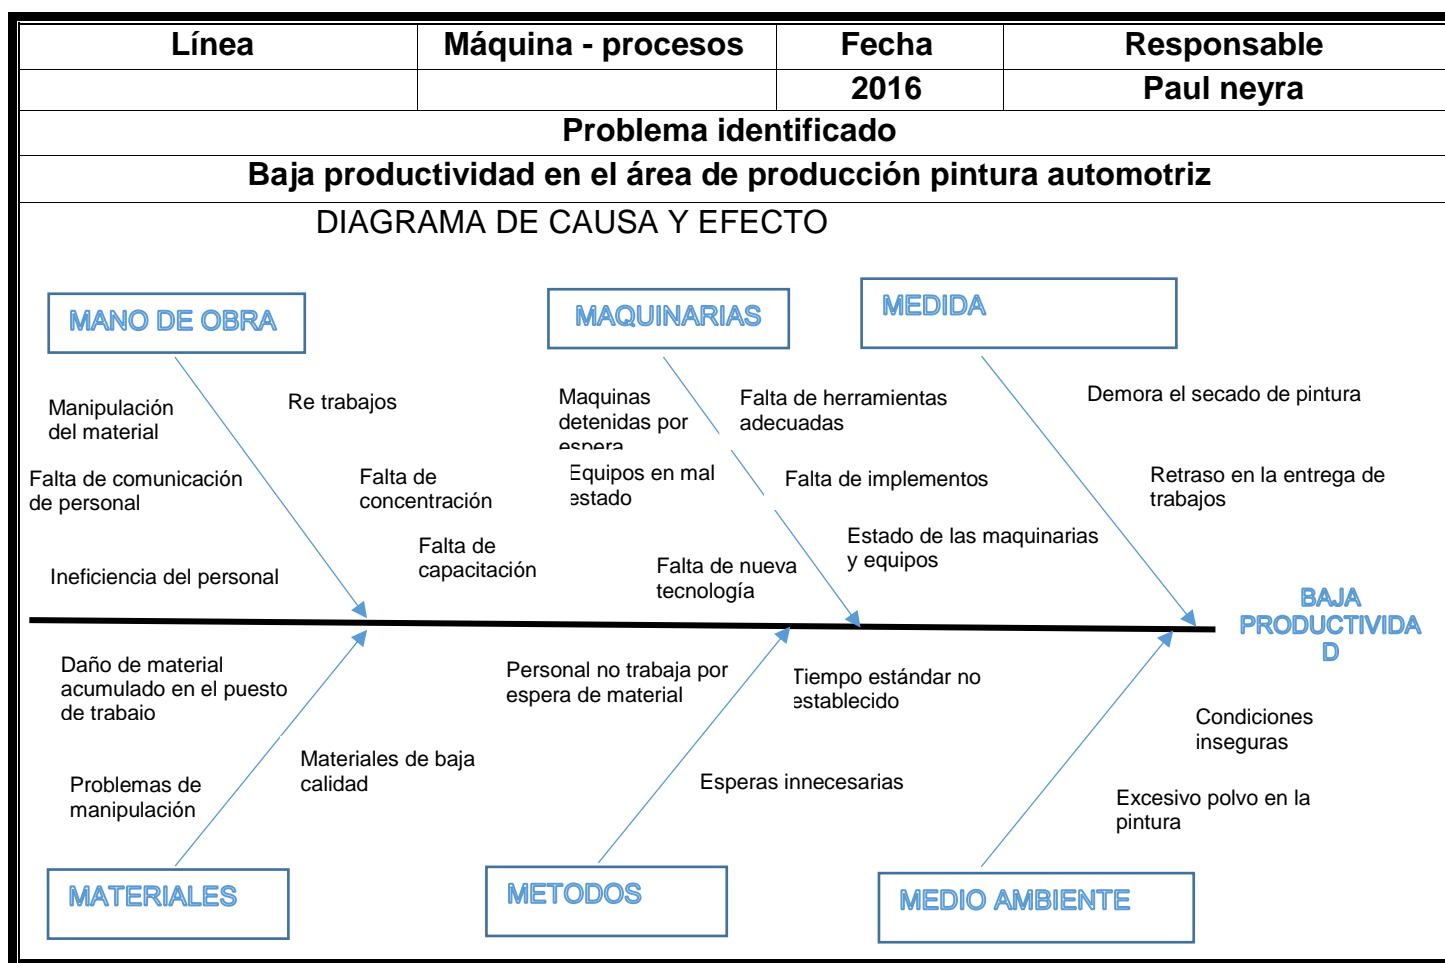 Línea Máquina - procesos Fecha Responsable
2016 Paul neyra
Problema identificado
Baja productividad en el área de producción pintura automotriz
DIAGRAMA DE CAUSA Y EFECTO
MANO DE OBRA
MAQUINARIAS
MEDIDA
Manipulación
del material
Re trabajos
Maquinas
detenidas por
espera
Falta de herramientas
adecuadas
Demora el secado de pintura
Falta de comunicación
de personal
Falta de
concentración
Equipos en mal
estado
Falta de implementos
Retraso en la entrega de
trabajos
Ineficiencia del personal
Falta de
capacitación
Falta de nueva
tecnología
Estado de las maquinarias
y equipos
BAJA
PRODUCTIVIDA
D
Daño de material
acumulado en el puesto
de trabajo
Personal no trabaja por
espera de material
Tiempo estándar no
establecido
Condiciones
inseguras
Problemas de
manipulación
Materiales de baja
calidad
Esperas innecesarias
Excesivo polvo en la
pintura
MATERIALES
METODOS
MEDIO AMBIENTE